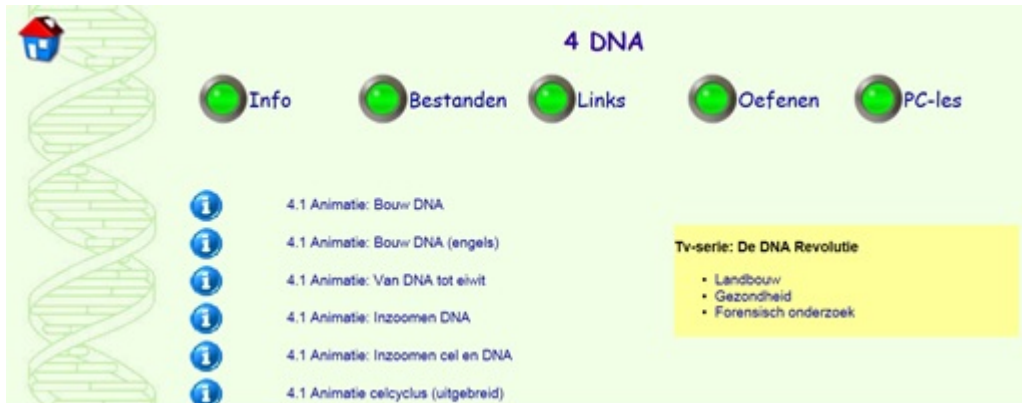 4 DNA
Info
Bestanden
Links
Oefenen
PC-les
4.1 Animatie: Bouw DNA
4.1 Animatie: Bouw DNA (engels)
4.1 Animatie: Van DNA tot eiwit
4.1 Animatie: Inzoomen DNA
4.1 Animatie: Inzoomen cel en DNA
4.1 Animatie celcyclus (uitgebreid)
Tv-serie: De DNA Revolutie
• Landbouw
• Gezondheid
• Forensisch onderzoek